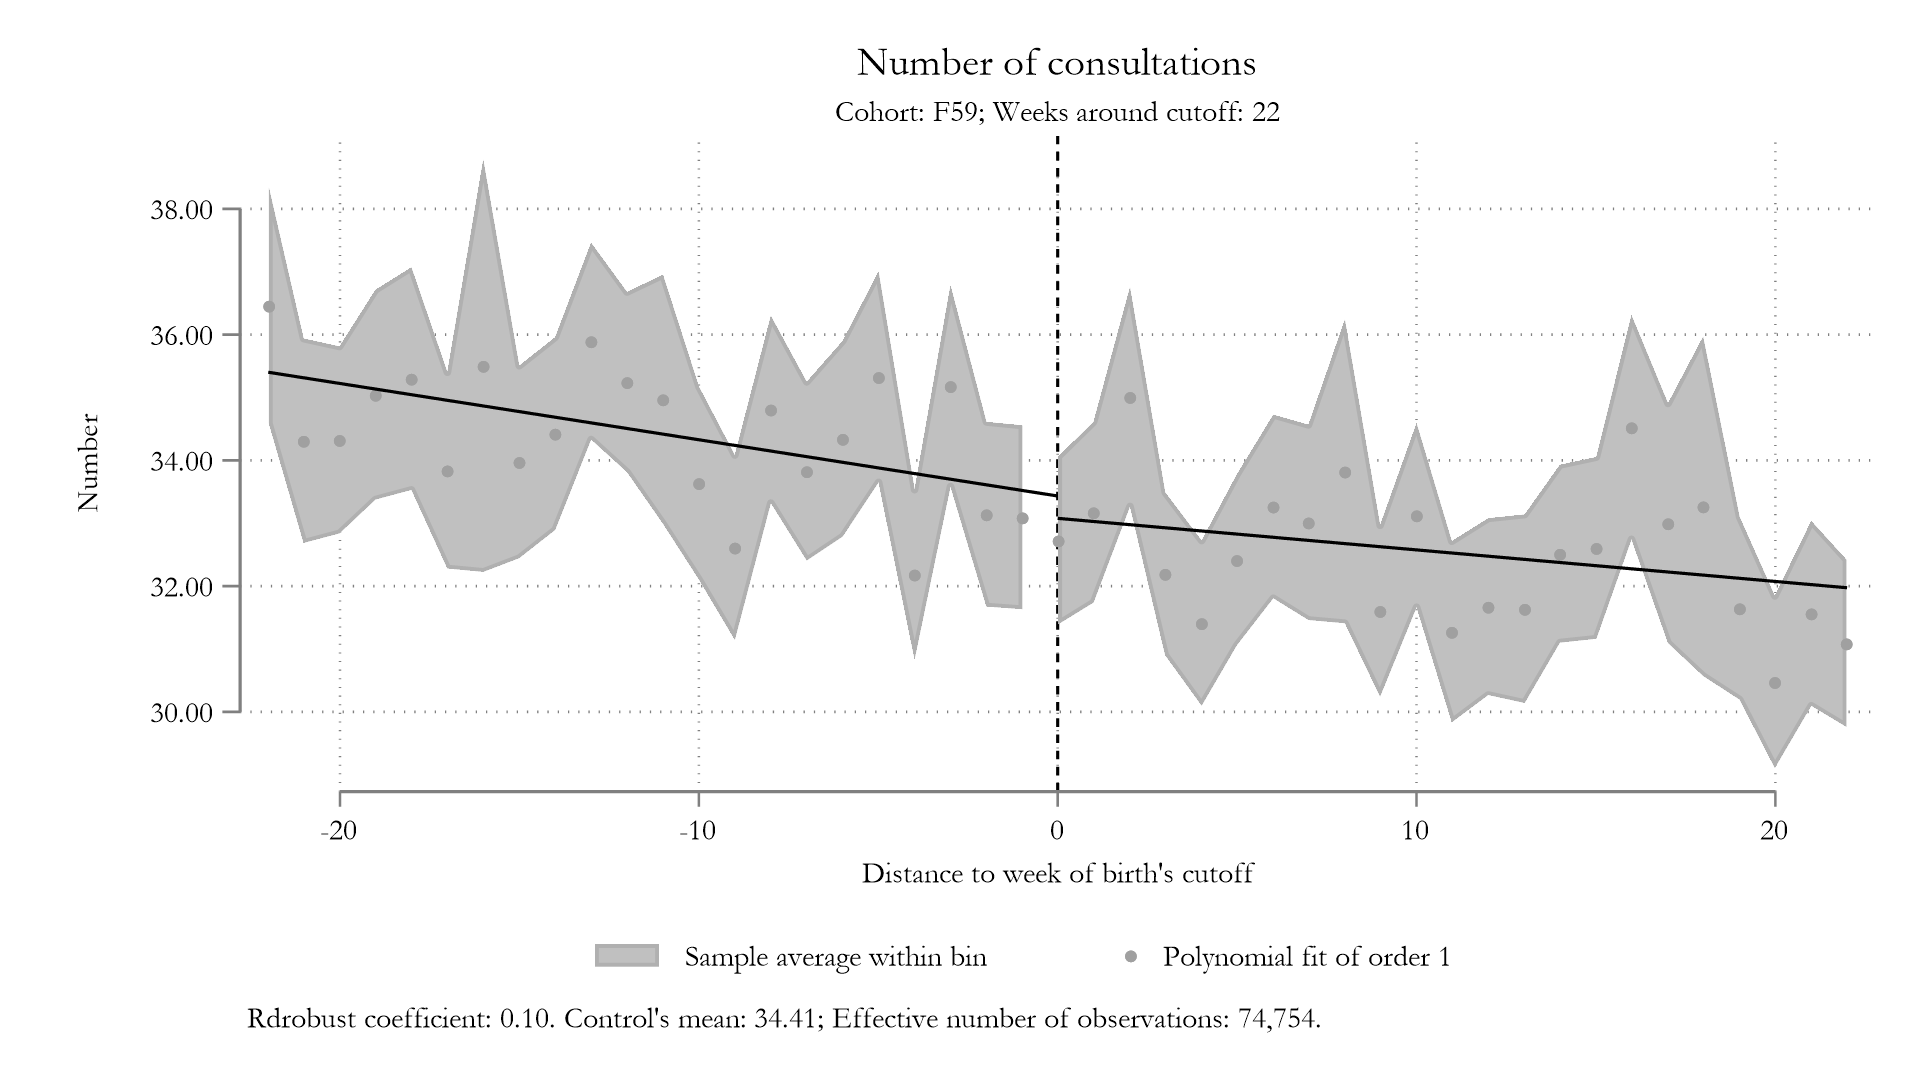 Number of consultations
Cohort: F59; Weeks around cutoff: 22
38.00
36.00
34.00
32.00
30.00
Number
-20 -10 0 10 20
Distance to week of birth's cutoff
Sample average within bin Polynomial fit of order 1
Rdrobust coefficient: 0.10. Control's mean: 34.41; Effective number of observations: 74,754.